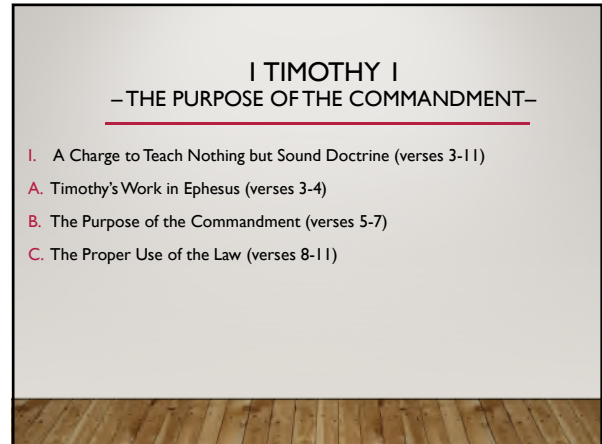 I TIMOTHY I
–THE PURPOSE OF THE COMMANDMENT–
I. A Charge to Teach Nothing but Sound Doctrine (verses 3-11)
A. Timothy's Work in Ephesus (verses 3-4)
B. The Purpose of the Commandment (verses 5-7)
C. The Proper Use of the Law (verses 8-11)